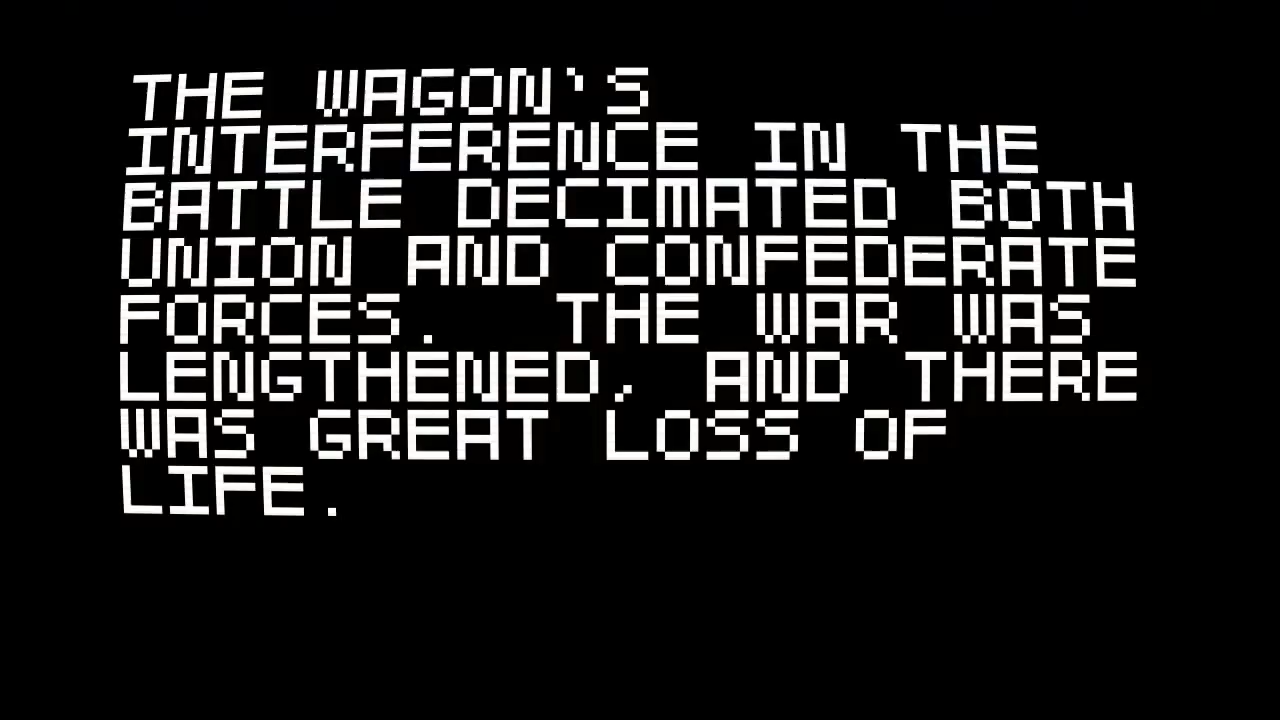 THE WAGON'S
INTERFERENCE IN THE
BATTLE DECIMATED BOTH
UNION AND CONFEDERATE
FORCES.  THE WAR WAS
LENGTHENED, AND THERE
WAS GREAT LOSS OF
LIFE.